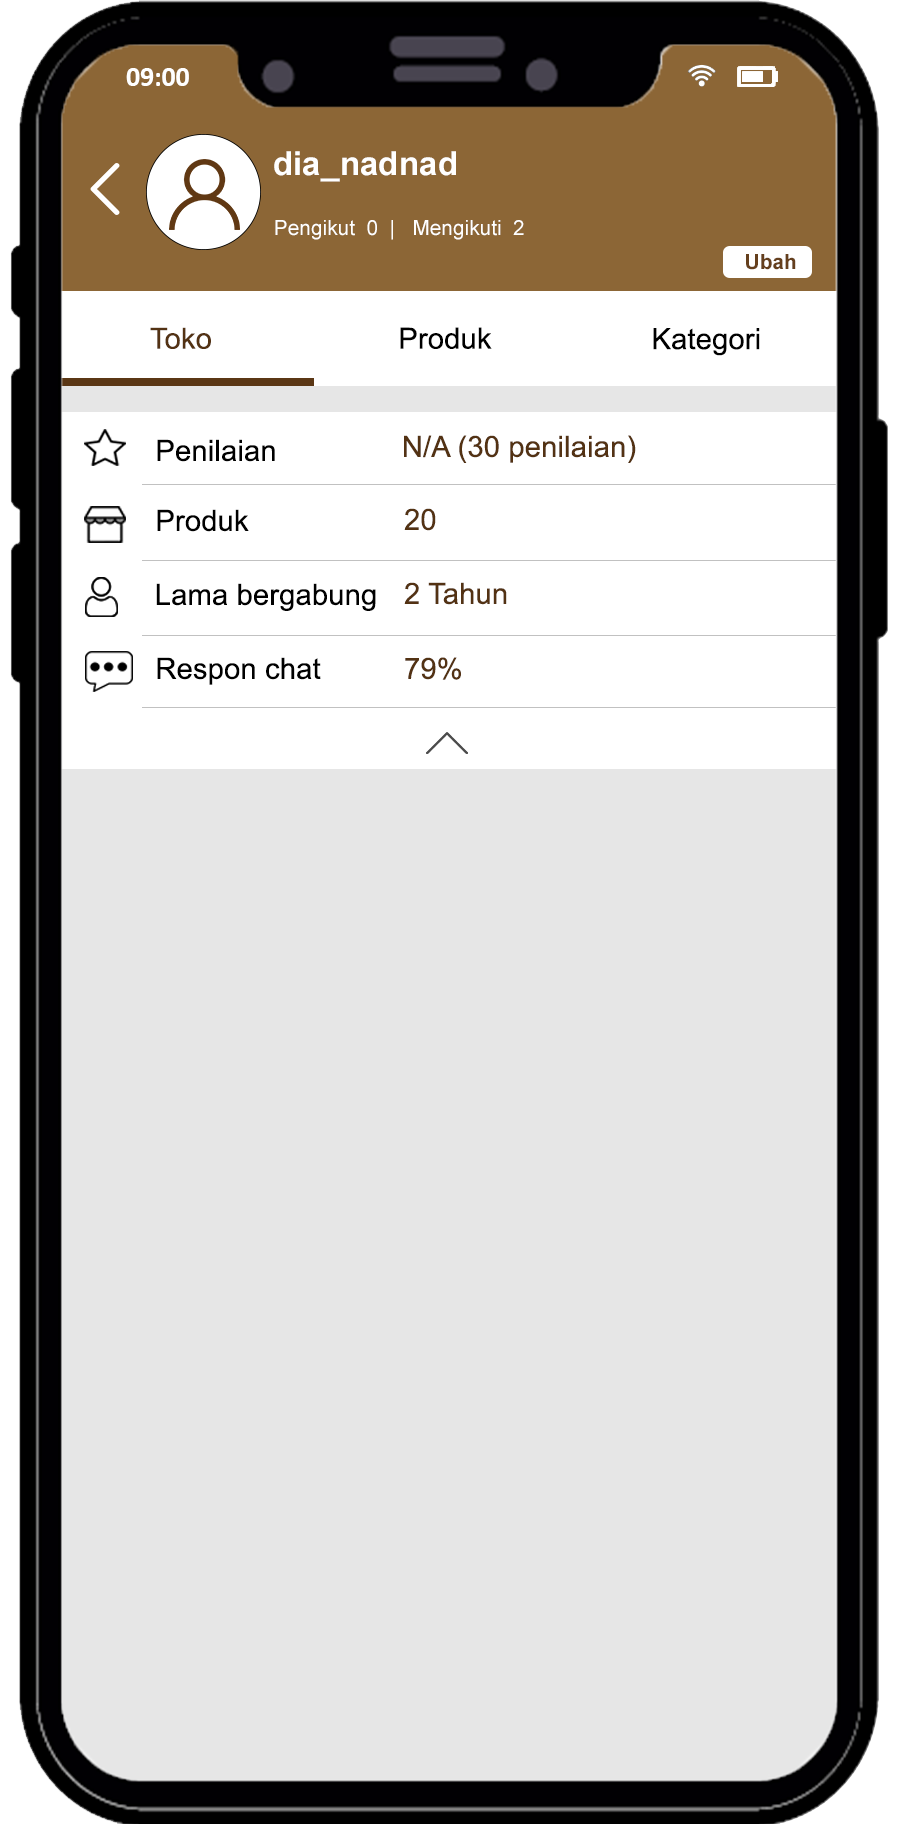 09:00
dia_nadnad
Pengikut 0 | Mengikuti 2
Ubah
Toko Produk Kategori
Penilaian N/A (30 penilaian)
Produk 20
Lama bergabung 2 Tahun
Respon chat 79%